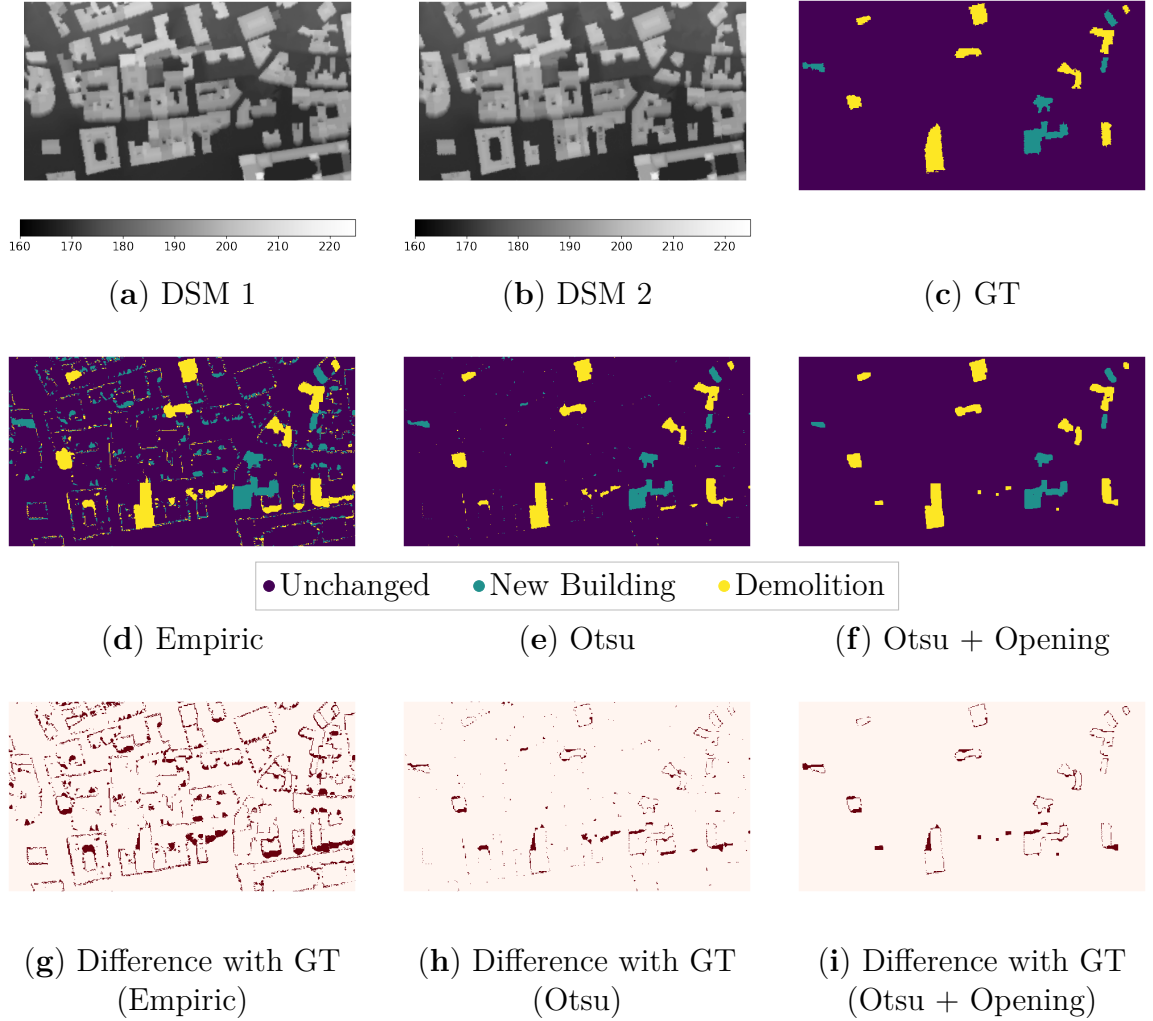 160 170 180 190 200 210 220
160 170 180 190 200 210 220
(a) DSM 1
(b) DSM 2
(c) GT
Unchanged New Building Demolition
(d) Empiric
(e) Otsu
(f) Otsu + Opening
(g) Difference with GT
(Empiric)
(h) Difference with GT
(Otsu)
(i) Difference with GT
(Otsu + Opening)